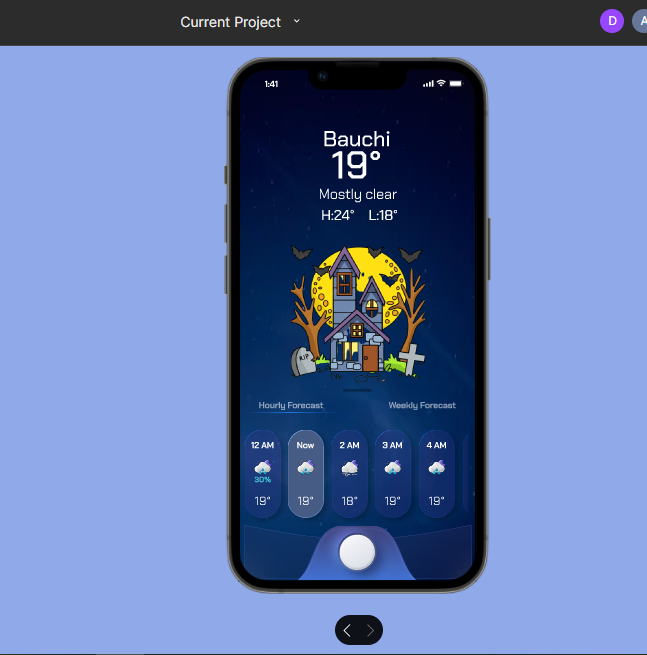 Current Project
D
A
1:41
Bauchi
19°
Mostly clear
H:24° L:18°
RIP
Hourly Forecast Weekly Forecast
12 AM Now 2 AM 3 AM 4 AM
30%
19° 19° 18° 19° 19°